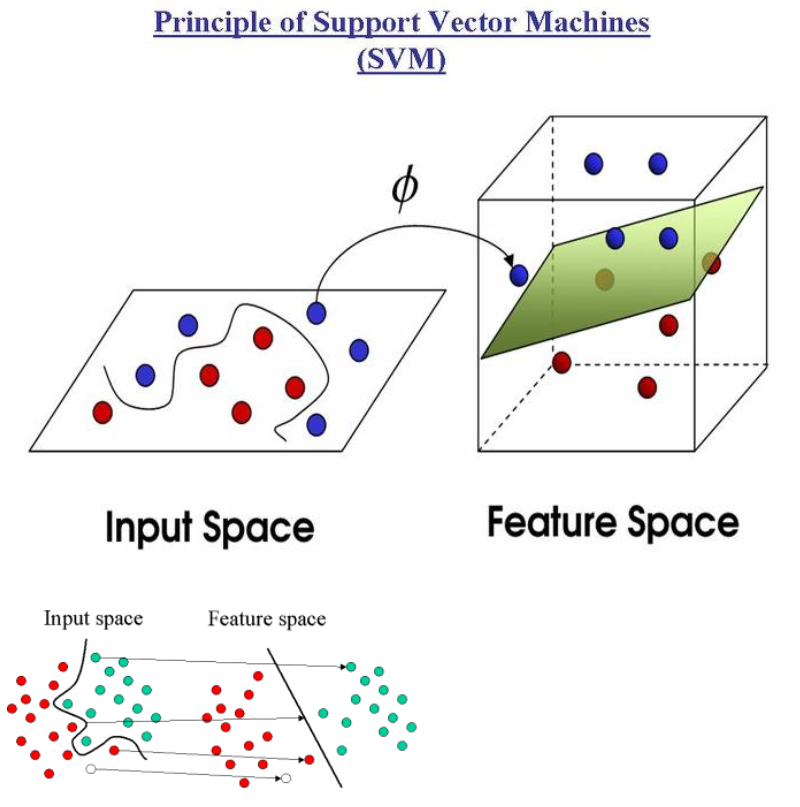 Principle of Support Vector Machines
(SVM)
ϕ
Input Space
Feature Space
Input space
Feature space